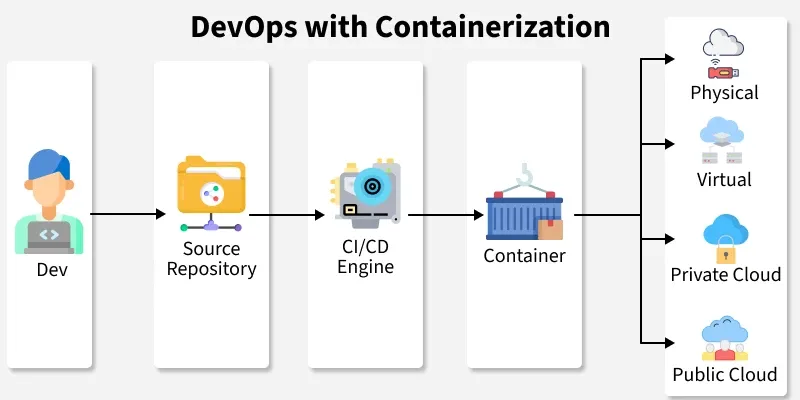 DevOps with Containerization
Dev
Source
Repository
CI/CD
Engine
Container
Physical
Virtual
Private Cloud
Public Cloud